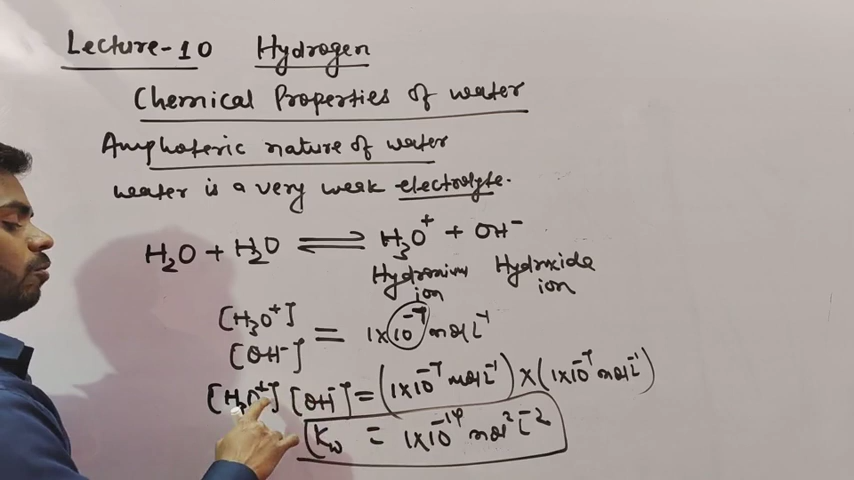 Lecture-10 Hydrogen
Chemical Properties of water
Amphoteric nature of water
water is a very weak electrolyte.
H₂O + H₂O ⇌ H₃O⁺ + OH⁻
Hydronium ion Hydroxide ion
[H₃O⁺]
[OH⁻] = 1×10⁻⁷ mol L⁻¹
[H₃O⁺] [OH⁻] = (1×10⁻⁷ mol L⁻¹) × (1×10⁻⁷ mol L⁻¹)
Kw = 1×10⁻¹⁴ mol² L⁻²